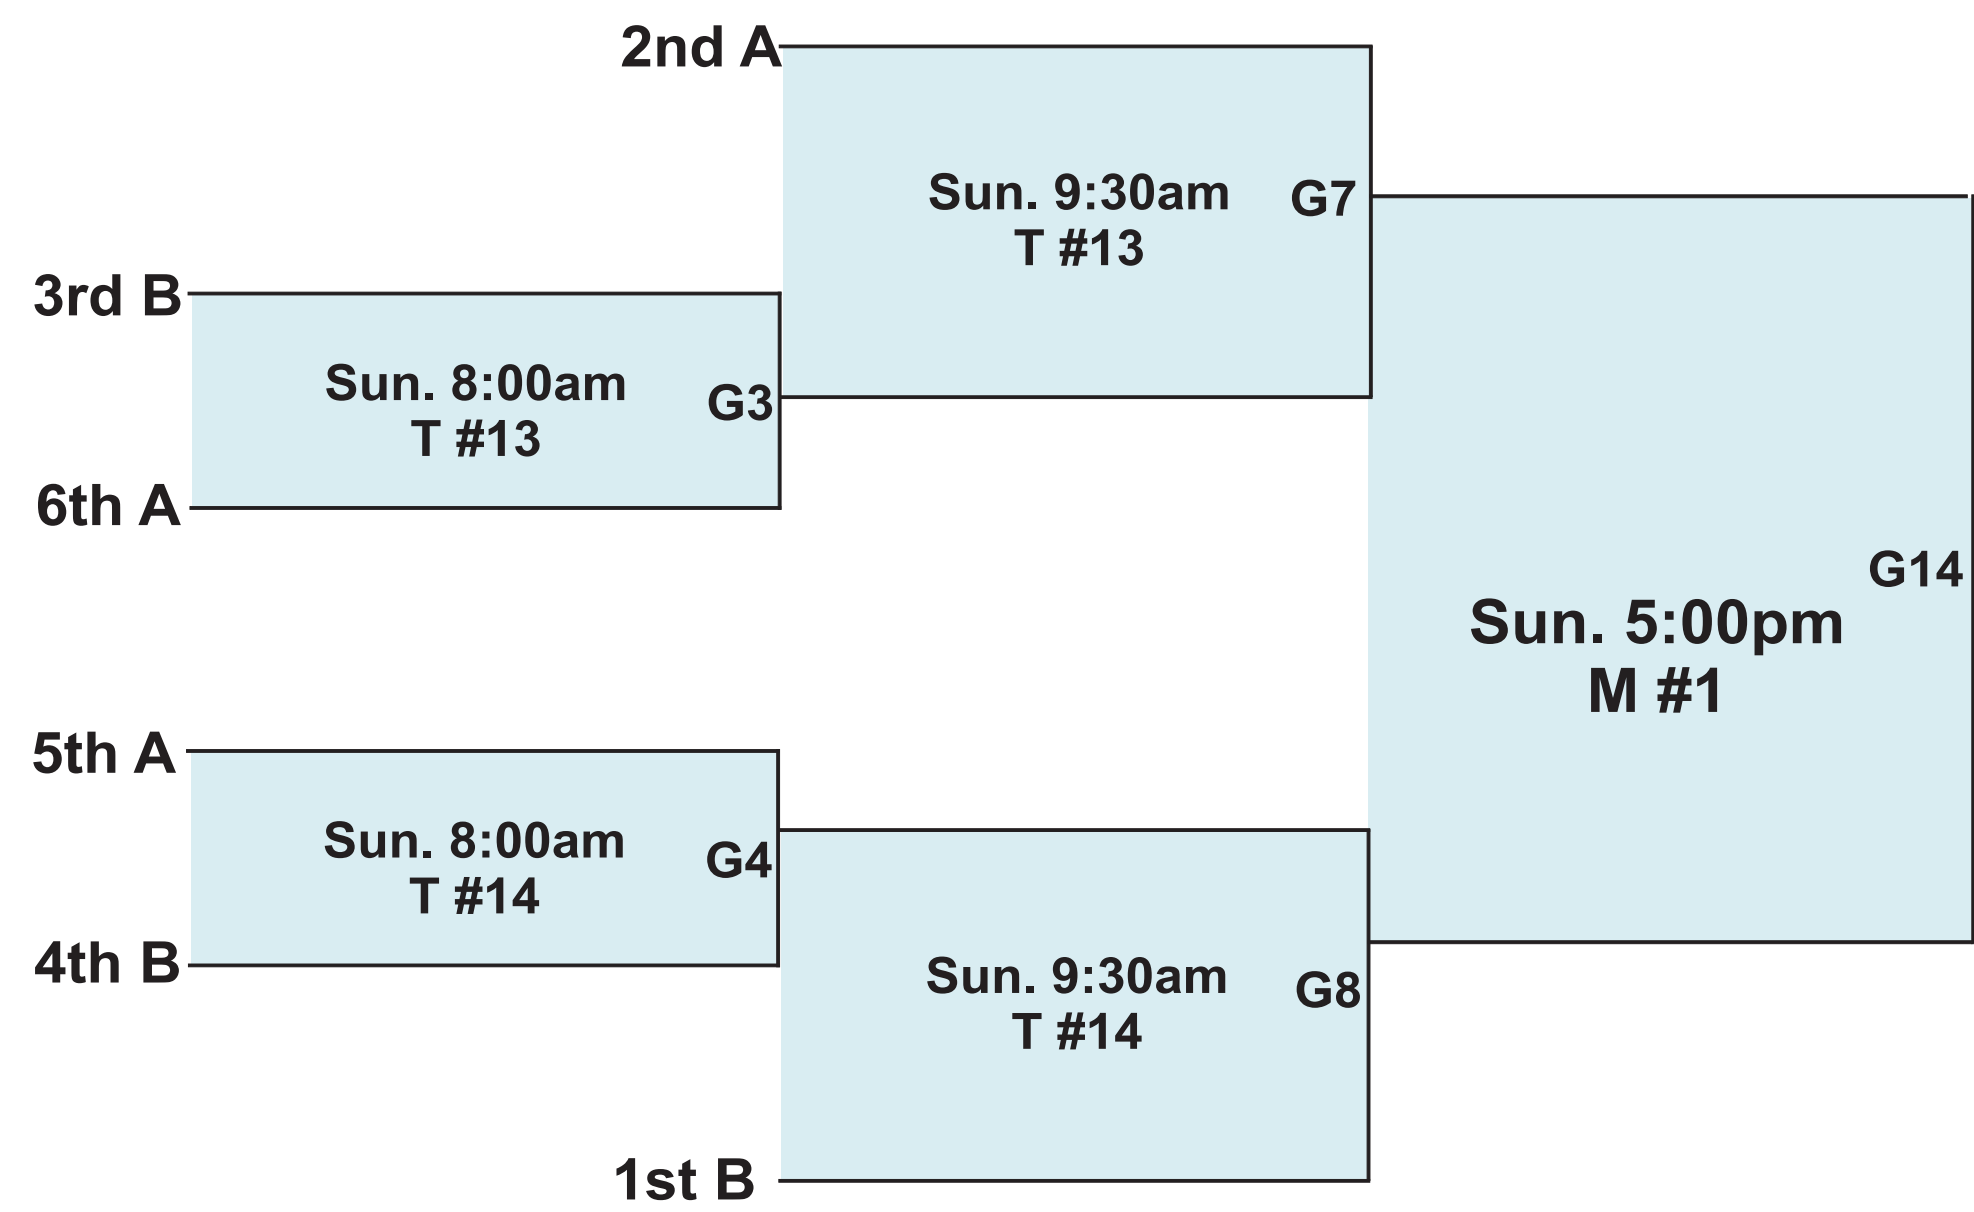 2nd A
Sun. 9:30am
T #13
G7
3rd B
Sun. 8:00am
T #13
G3
6th A
G14
Sun. 5:00pm
M #1
5th A
Sun. 8:00am
T #14
G4
4th B
Sun. 9:30am
T #14
G8
1st B